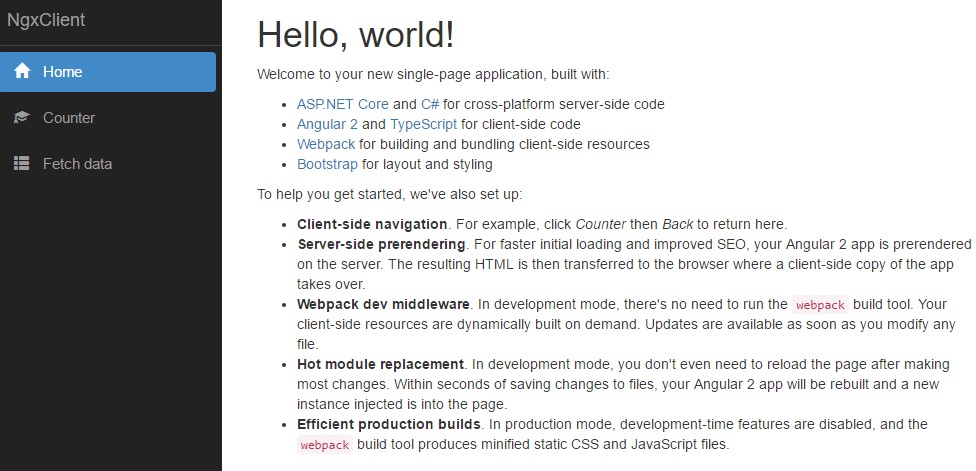 NgxClient
Home
Counter
Fetch data
Hello, world!
Welcome to your new single-page application, built with:
ASP.NET Core and C# for cross-platform server-side code
Angular 2 and TypeScript for client-side code
Webpack for building and bundling client-side resources
Bootstrap for layout and styling
To help you get started, we've also set up:
Client-side navigation. For example, click Counter then Back to return here.
Server-side prerendering. For faster initial loading and improved SEO, your Angular 2 app is prerendered
on the server. The resulting HTML is then transferred to the browser where a client-side copy of the app
takes over.
Webpack dev middleware. In development mode, there's no need to run the webpack build tool. Your
client-side resources are dynamically built on demand. Updates are available as soon as you modify any
file.
Hot module replacement. In development mode, you don't even need to reload the page after making
most changes. Within seconds of saving changes to files, your Angular 2 app will be rebuilt and a new
instance injected is into the page.
Efficient production builds. In production mode, development-time features are disabled, and the
webpack build tool produces minified static CSS and JavaScript files.